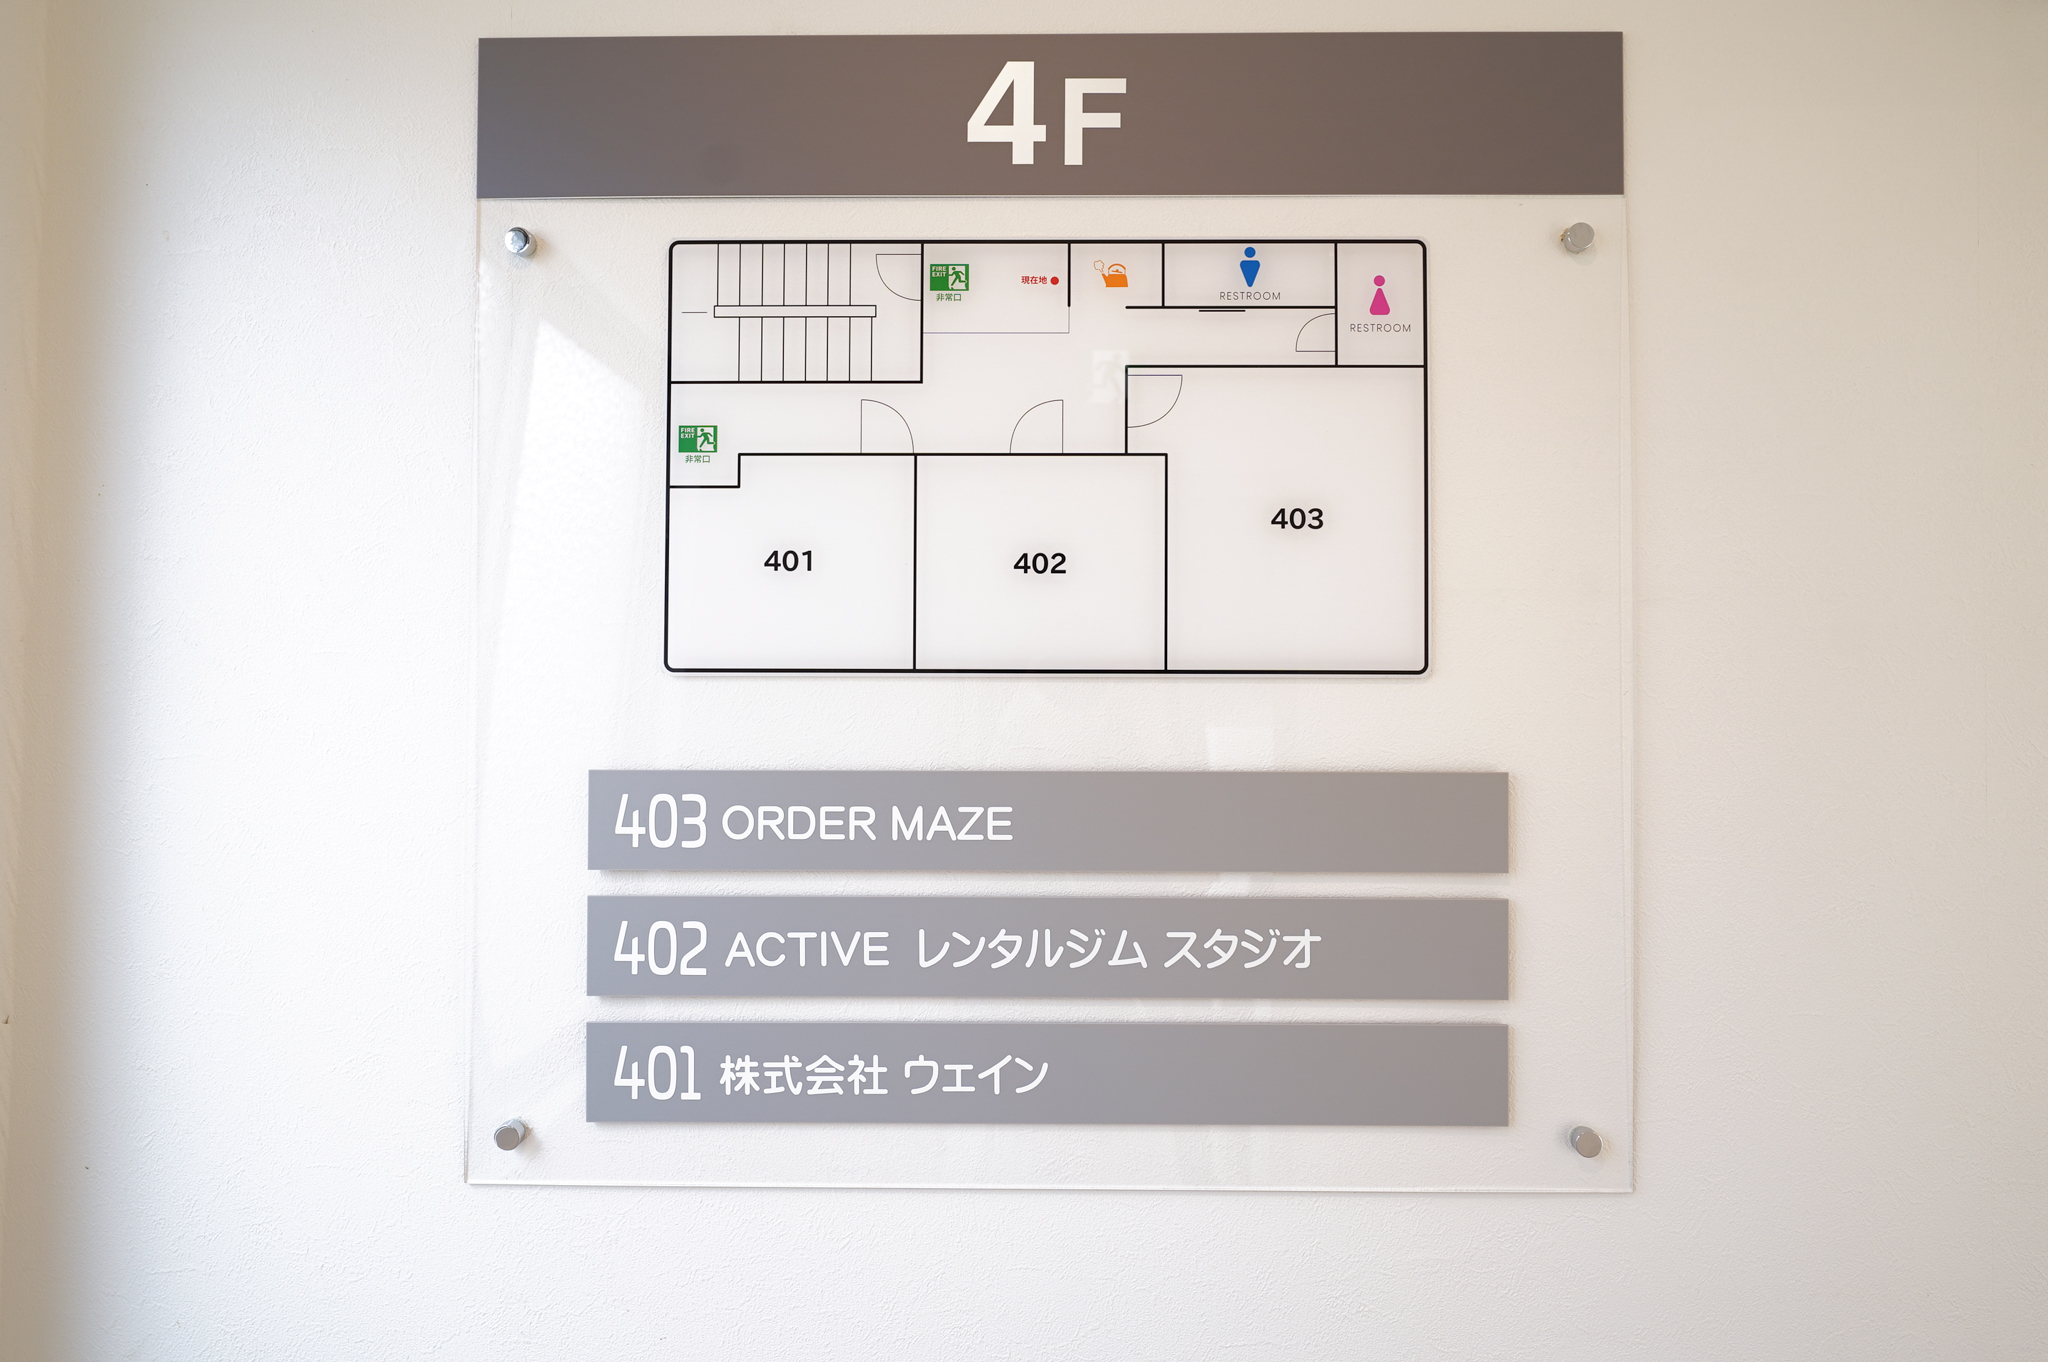 4F
FIRE EXIT
非常口
現在地
RESTROOM
RESTROOM
FIRE EXIT
非常口
401
402
403
403 ORDER MAZE
402 ACTIVE レンタルジム スタジオ
401 株式会社 ウェイン